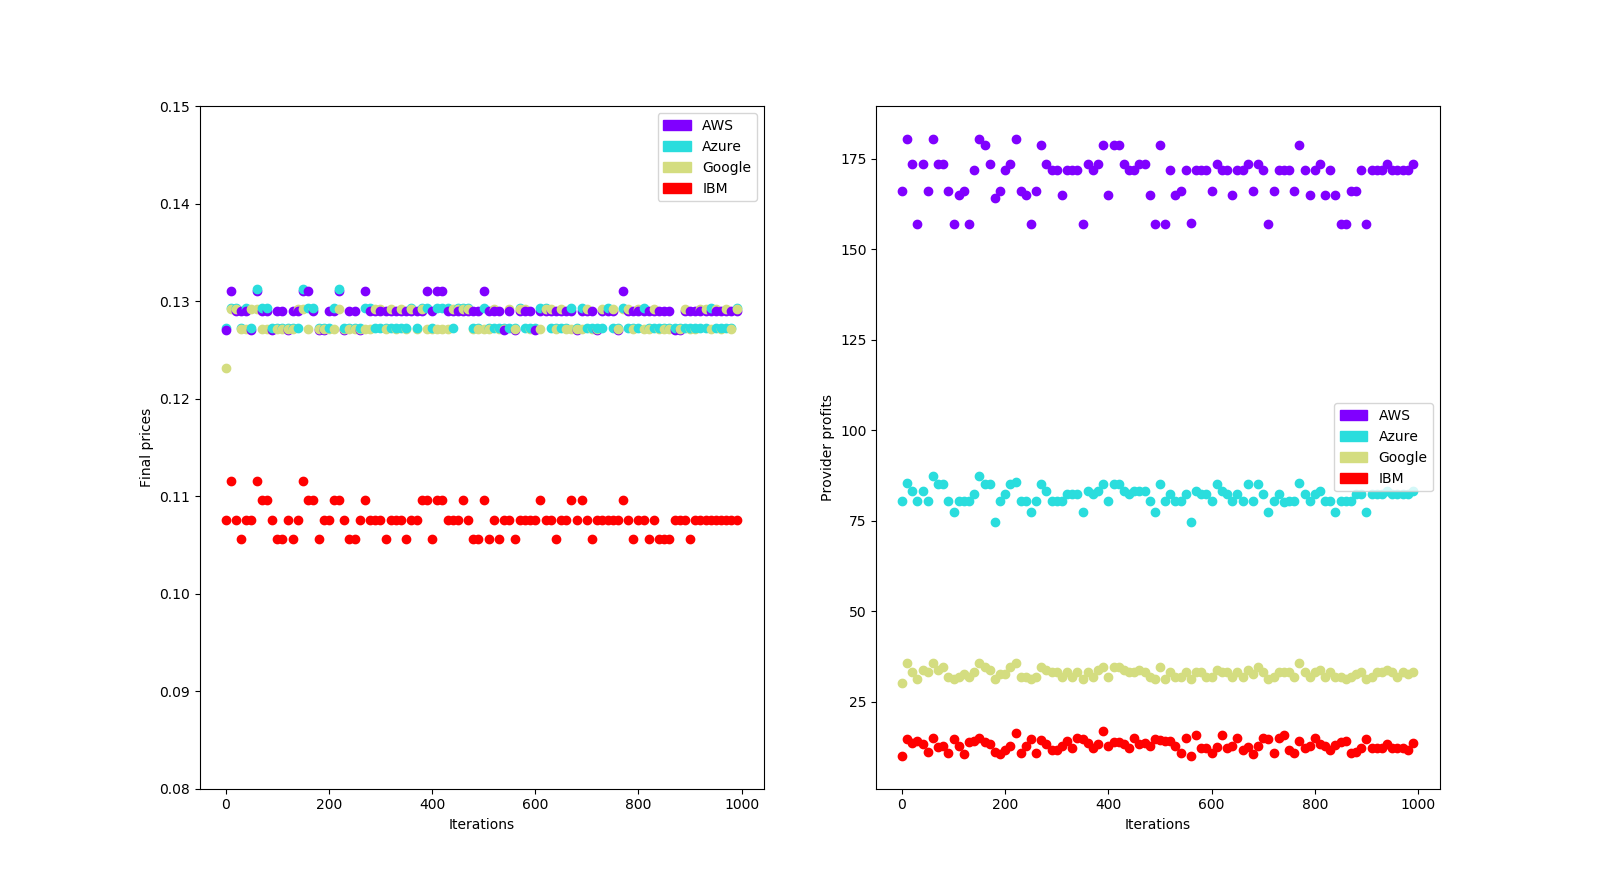 0.15
0.14
0.13
0.12
0.11
0.10
0.09
0.08
Final prices
0 200 400 600 800 1000
Iterations
AWS
Azure
Google
IBM
175
150
125
100
75
50
25
Provider profits
0 200 400 600 800 1000
Iterations
AWS
Azure
Google
IBM